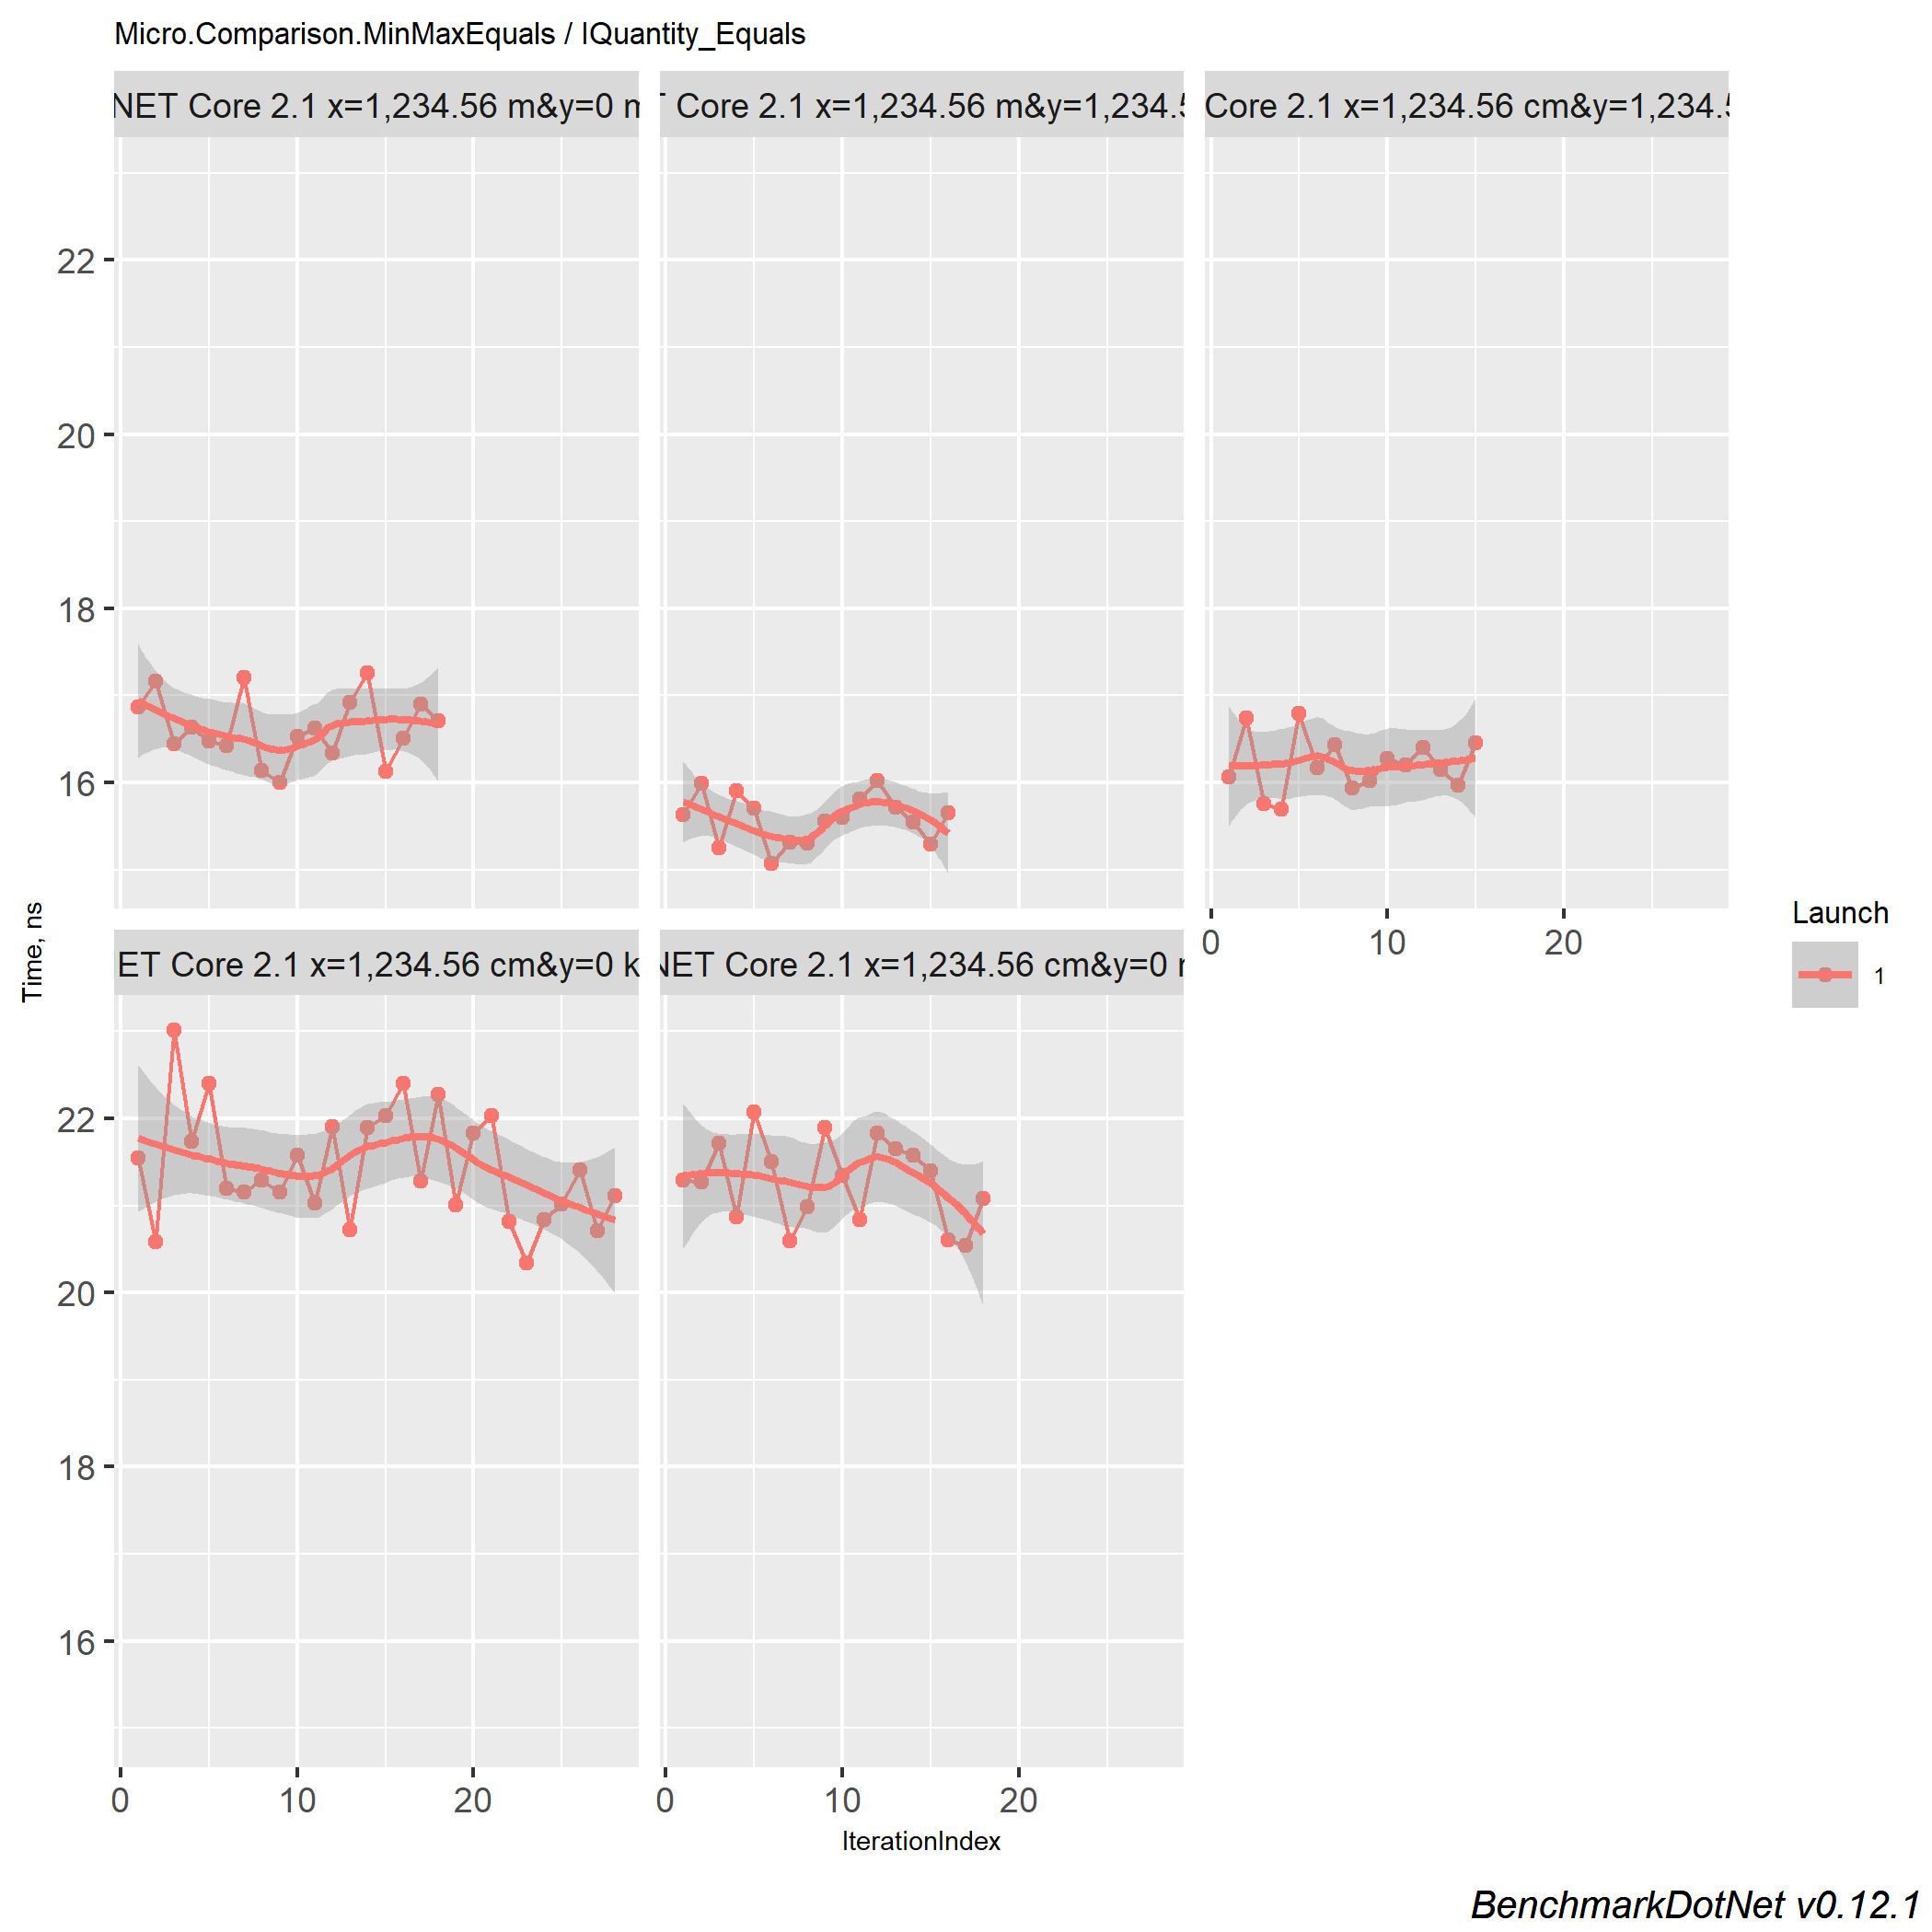 Micro.Comparison.MinMaxEquals / IQuantity_Equals
NET Core 2.1 x=1,234.56 m&y=0
Core 2.1 x=1,234.56 m&y=1,234.5
Core 2.1 x=1,234.56 cm&y=1,234.5
22
20
18
16
0 10 20
ET Core 2.1 x=1,234.56 cm&y=0 k
NET Core 2.1 x=1,234.56 cm&y=0
22
20
18
16
0 10 20
0 10 20
Time, ns
IterationIndex
Launch
1
BenchmarkDotNet v0.12.1